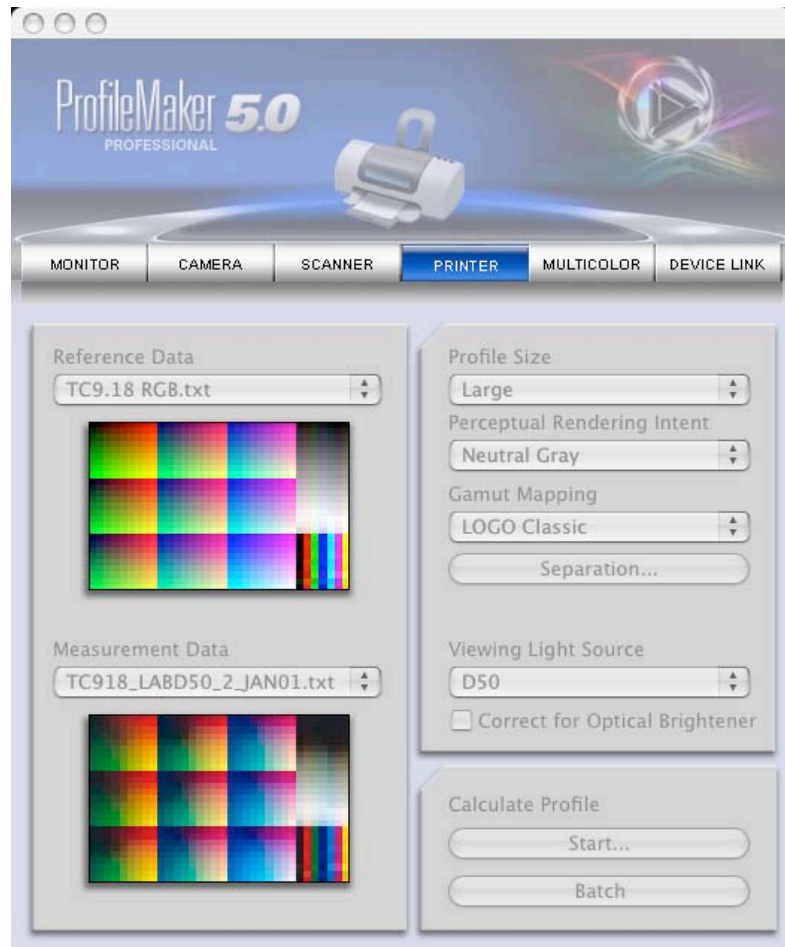 ProfileMaker 5.0
PROFESSIONAL
MONITOR CAMERA SCANNER PRINTER MULTICOLOR DEVICE LINK
Reference Data
TC9.18 RGB.txt
Measurement Data
TC918_LABD50_2_JAN01.txt
Profile Size
Large
Perceptual Rendering Intent
Neutral Gray
Gamut Mapping
LOGO Classic
Separation...
Viewing Light Source
D50
Correct for Optical Brightener
Calculate Profile
Start...
Batch